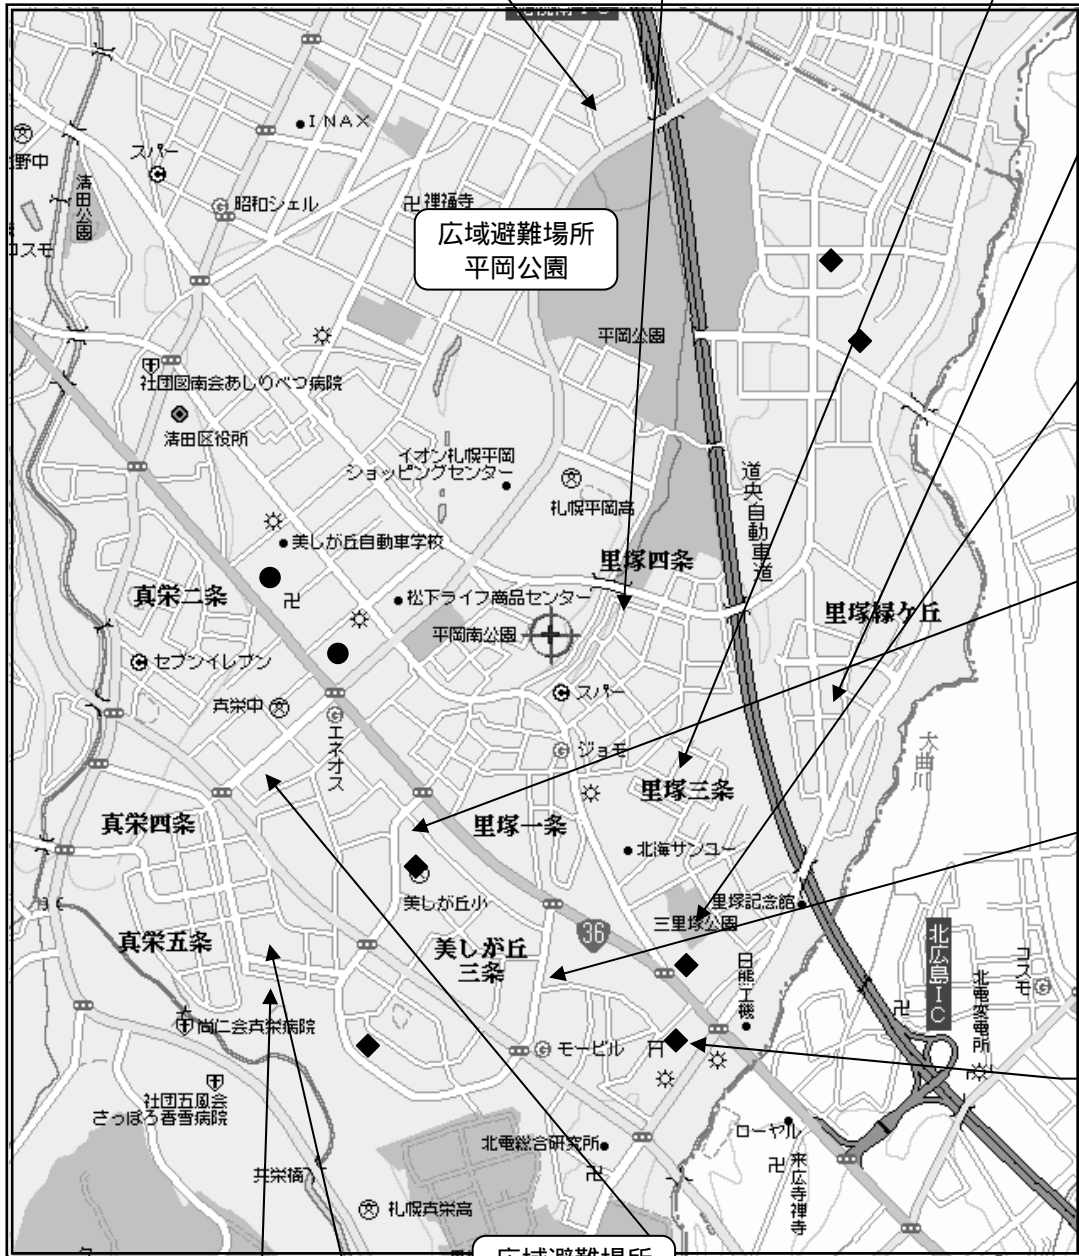 INAX
スパー
清田公園
昭和シェル
卍禅福寺
コスモ
広域避難場所
平岡公園
平岡公園
社団図南会あしりべつ病院
清田区役所
イオン札幌平岡
ショッピングセンター
札幌平岡高
道央自動車道
美しが丘自動車学校
里塚四条
真栄二条
卍
松下ライフ商品センター
里塚緑ケ丘
平岡南公園
セブンイレブン
スパー
真栄中
エネオス
ジョモ
大曲川
里塚三条
真栄四条
里塚一条
北海サンユー
美しが丘小
里塚記念館
三里塚公園
36
真栄五条
美しが丘
三条
日熊工機
北広島IC
コスモ
北電変電所
卍
尚仁会真栄病院
モービル
社団五風会
さっぽろ香雪病院
ローヤル
北電総合研究所
卍
卍来広寺禅寺
共栄橋
札幌真栄高
広域避難場所